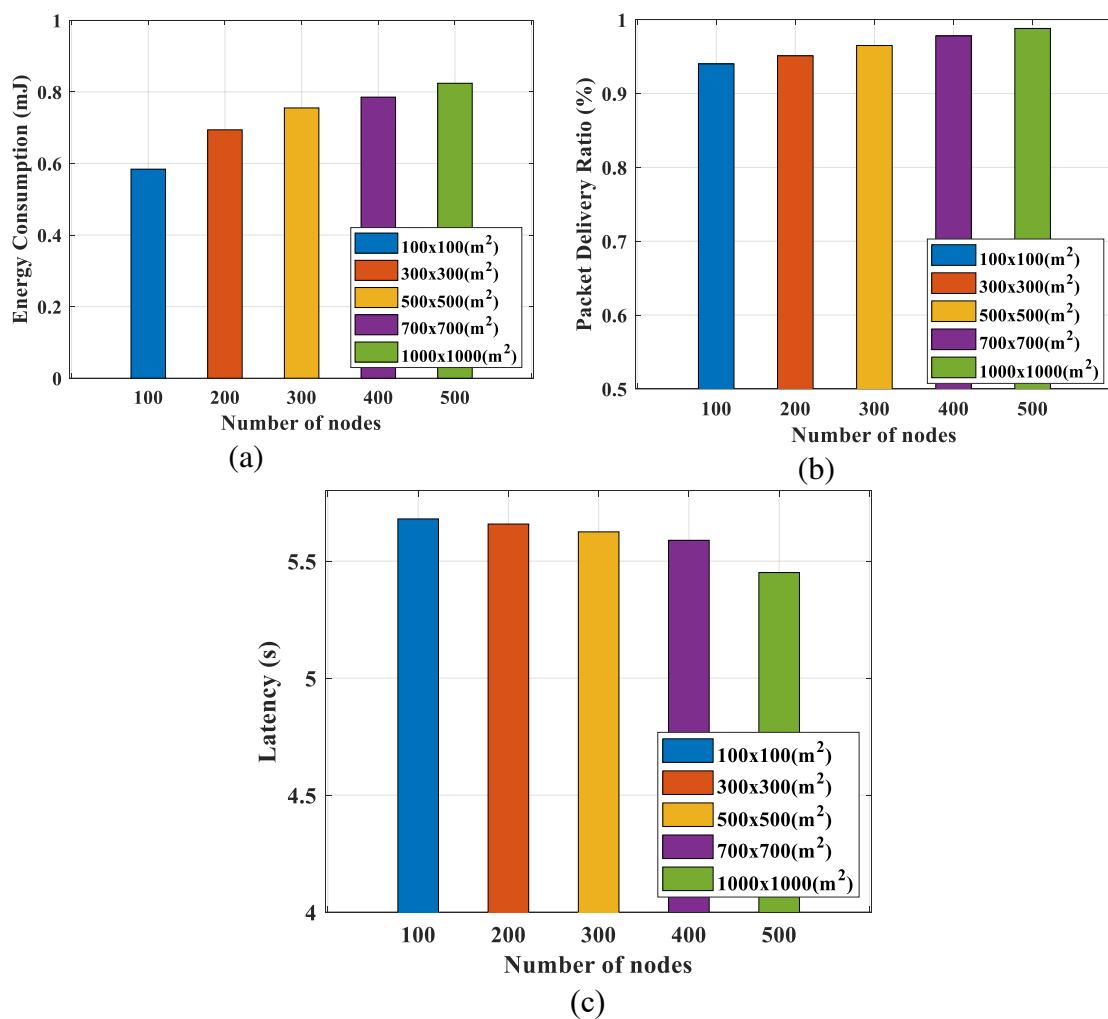 Energy Consumption (mJ)
1
0.8
0.6
0.4
0.2
0
100 200 300 400 500
Number of nodes
100x100(m²)
300x300(m²)
500x500(m²)
700x700(m²)
1000x1000(m²)
(a)
Packet Delivery Ratio (%)
1
0.9
0.8
0.7
0.6
0.5
100 200 300 400 500
Number of nodes
100x100(m²)
300x300(m²)
500x500(m²)
700x700(m²)
1000x1000(m²)
(b)
Latency (s)
5.5
5
4.5
4
100 200 300 400 500
Number of nodes
100x100(m²)
300x300(m²)
500x500(m²)
700x700(m²)
1000x1000(m²)
(c)